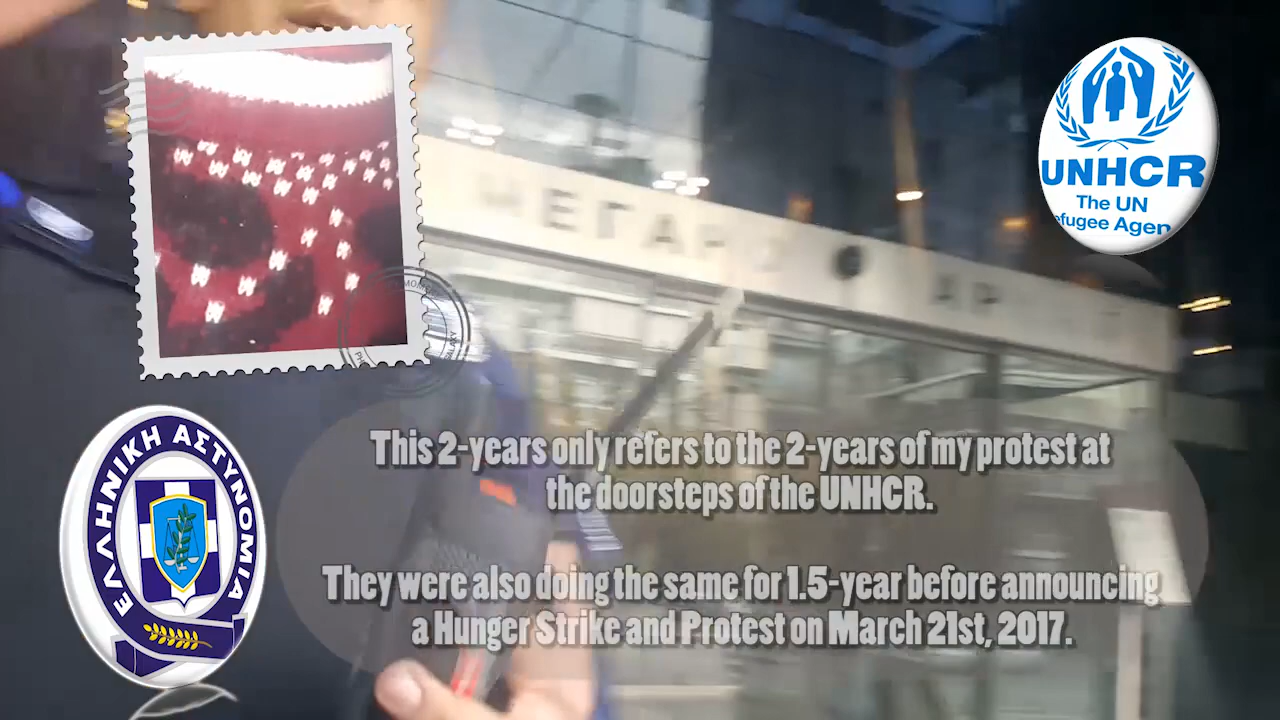 UNHCR
The UN
efugee Agen
ΕΛΛΗΝΙΚΗ ΑΣΤΥΝΟΜΙΑ
This 2-years only refers to the 2-years of my protest at
the doorsteps of the UNHCR.
They were also doing the same for 1.5-year before announcing
a Hunger Strike and Protest on March 21st, 2017.